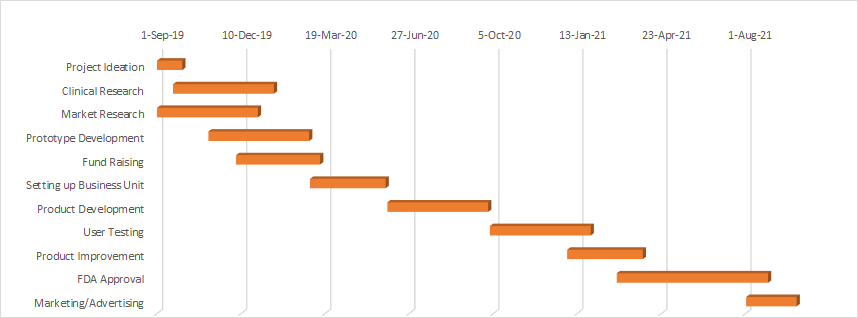 1-Sep-19 10-Dec-19 19-Mar-20 27-Jun-20 5-Oct-20 13-Jan-21 23-Apr-21 1-Aug-21
Project Ideation
Clinical Research
Market Research
Prototype Development
Fund Raising
Setting up Business Unit
Product Development
User Testing
Product Improvement
FDA Approval
Marketing/Advertising